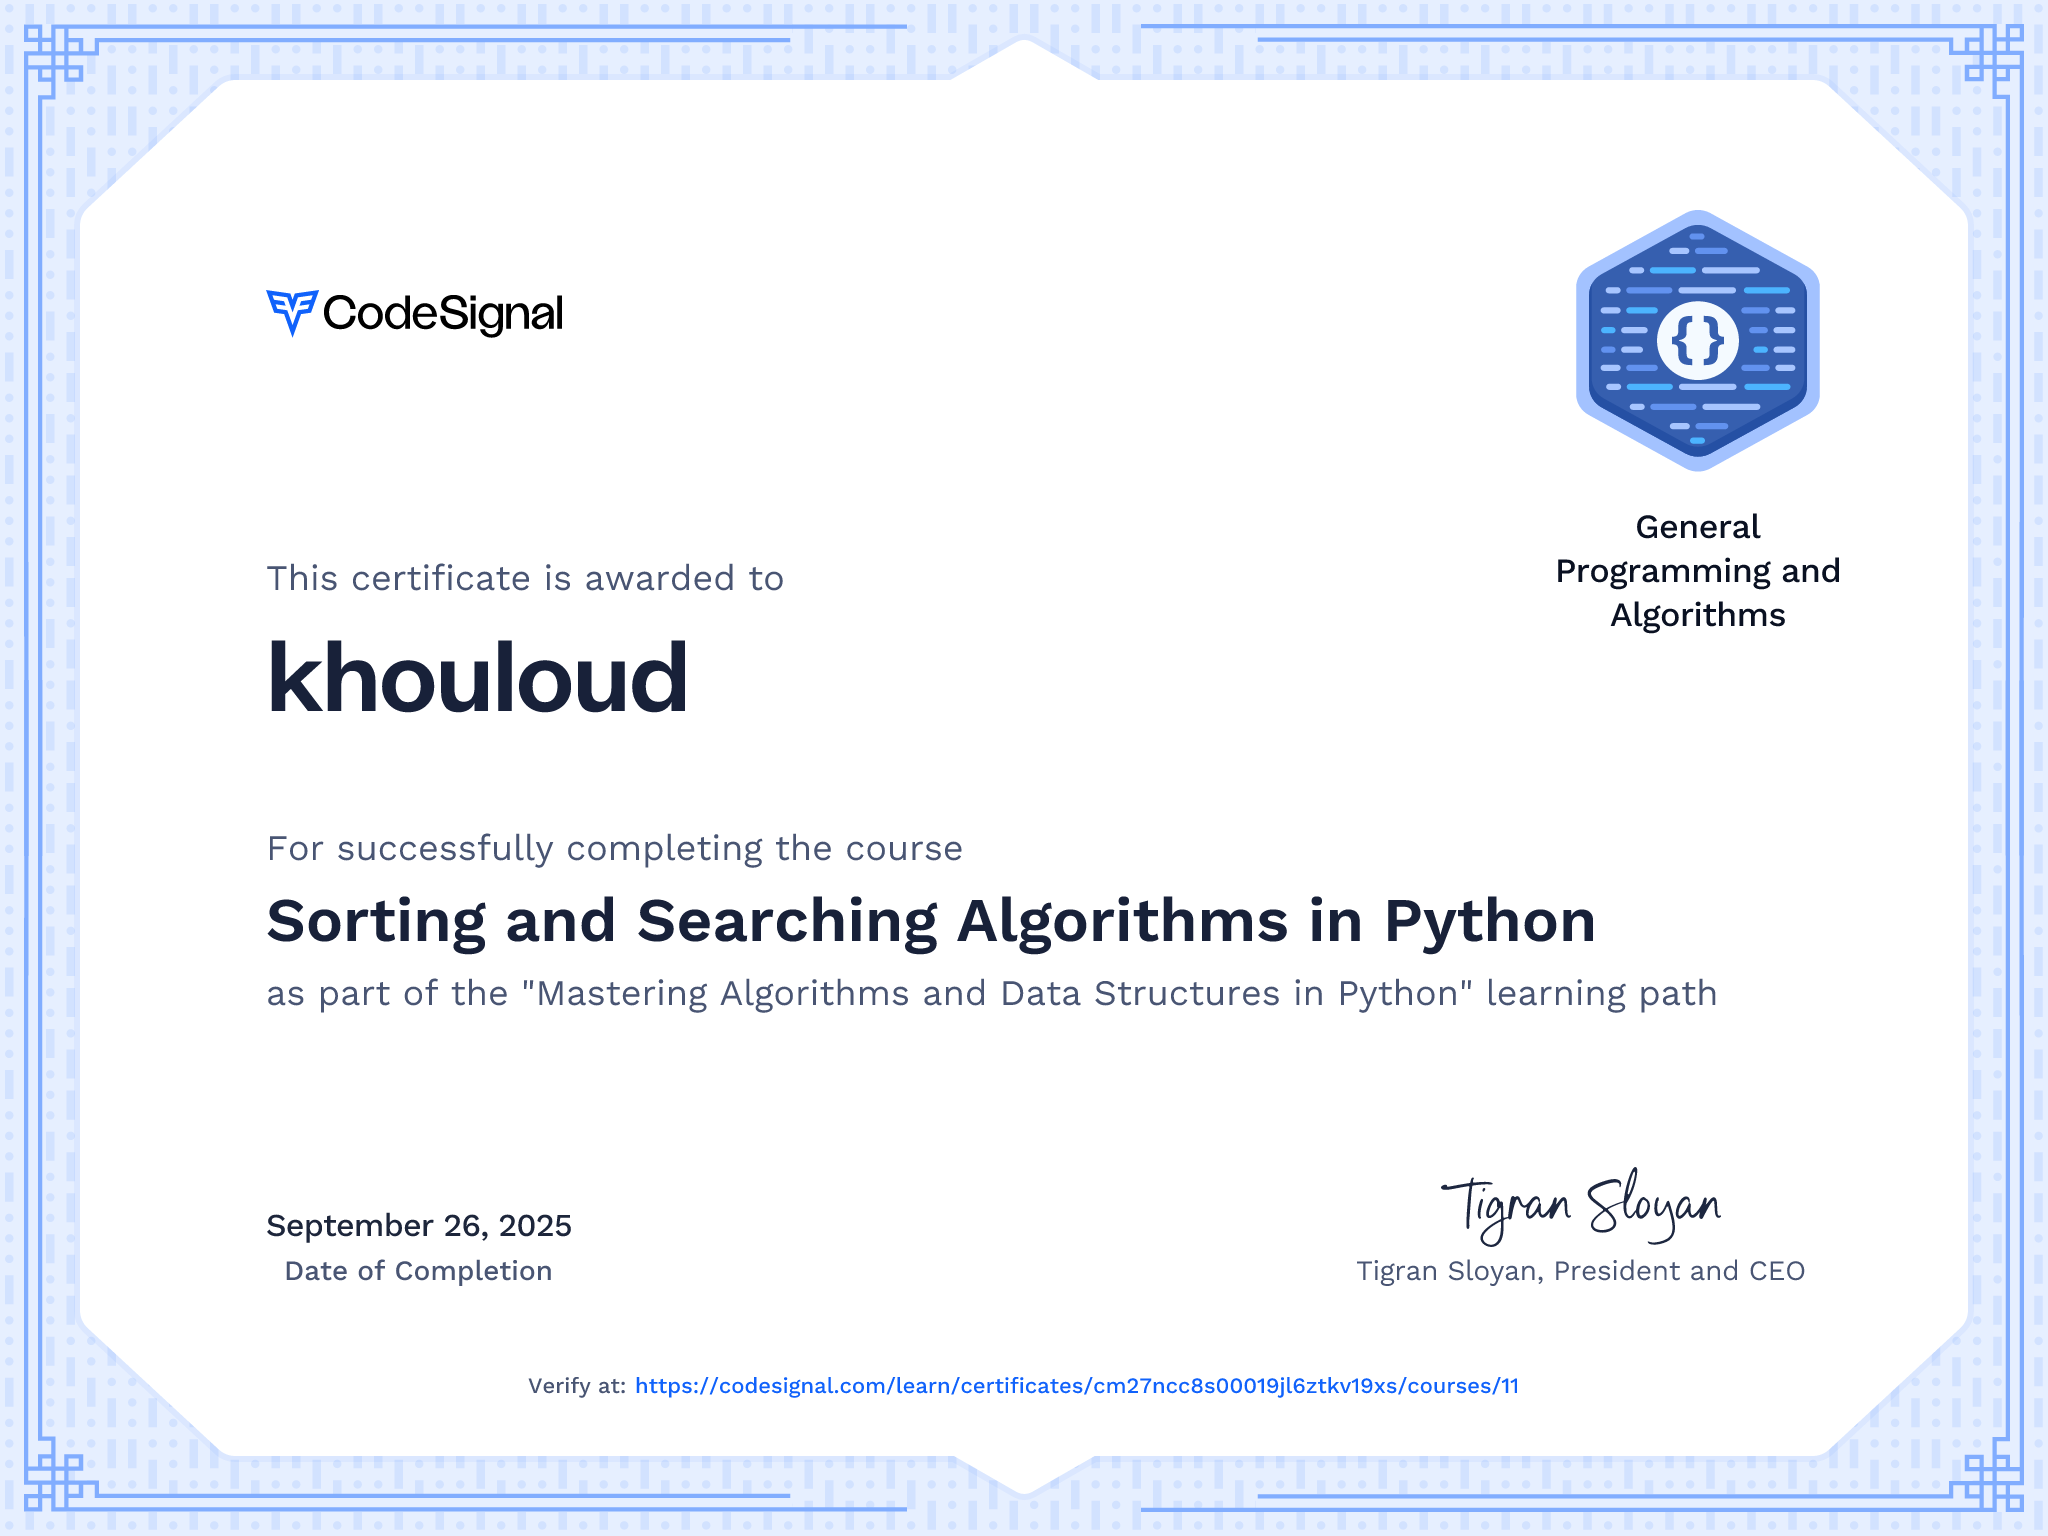 CodeSignal
{}
General
Programming and
Algorithms
This certificate is awarded to
khouloud
For successfully completing the course
Sorting and Searching Algorithms in Python
as part of the "Mastering Algorithms and Data Structures in Python" learning path
September 26, 2025
Date of Completion
Tigran Sloyan
Tigran Sloyan, President and CEO
Verify at: https://codesignal.com/learn/certificates/cm27ncc8s00019jl6ztkv19xs/courses/11